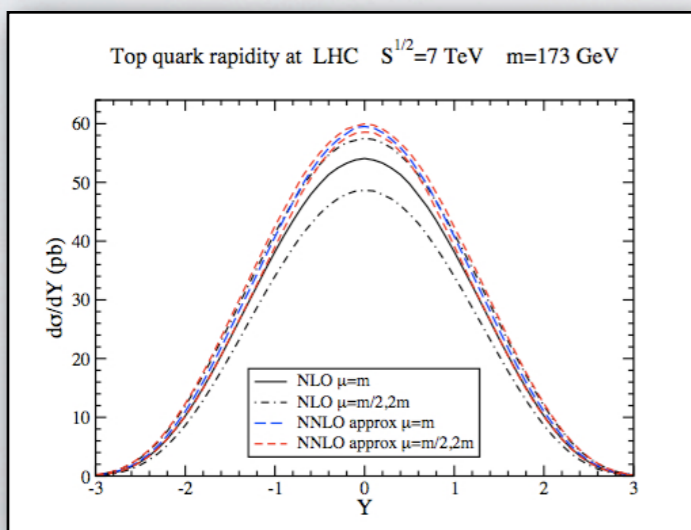 Top quark rapidity at LHC S^1/2=7 TeV m=173 GeV
dσ/dY (pb)
60
50
40
30
20
10
0
NLO μ=m
NLO μ=m/2,2m
NNLO approx μ=m
NNLO approx μ=m/2,2m
-3 -2 -1 0 1 2 3
Y